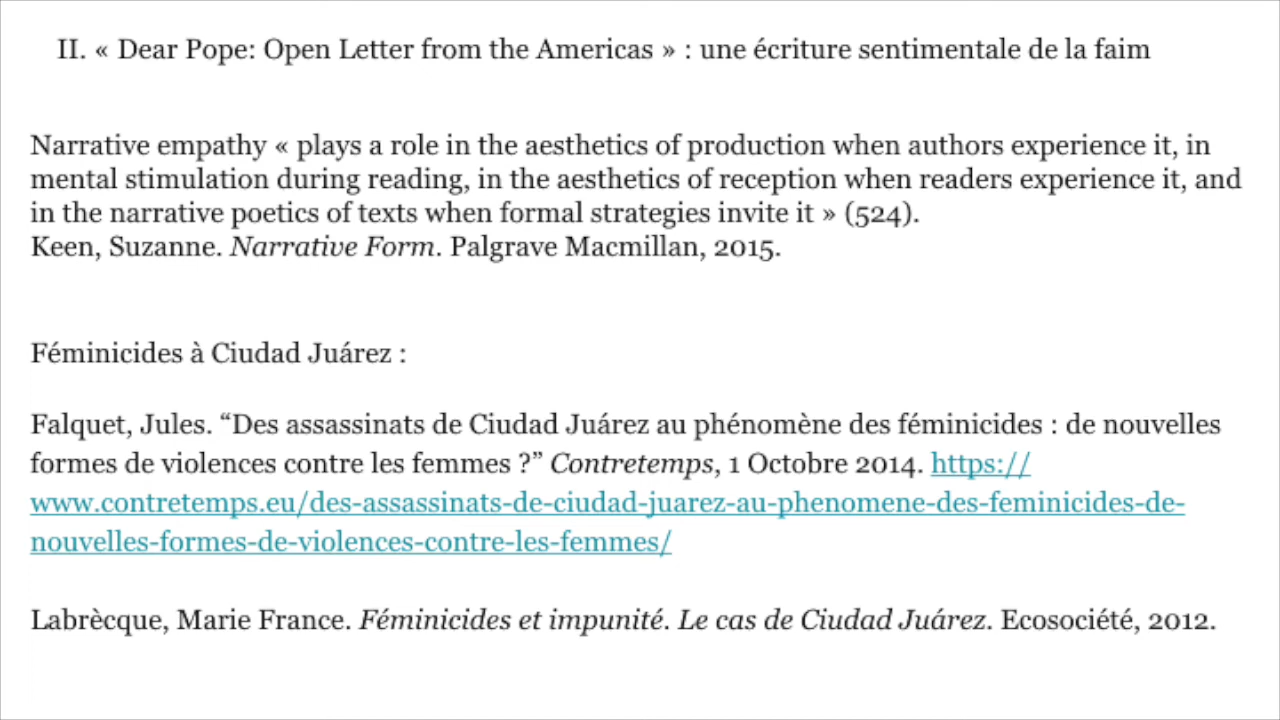 II. « Dear Pope: Open Letter from the Americas » : une écriture sentimentale de la faim
Narrative empathy « plays a role in the aesthetics of production when authors experience it, in
mental stimulation during reading, in the aesthetics of reception when readers experience it, and
in the narrative poetics of texts when formal strategies invite it » (524).
Keen, Suzanne. Narrative Form. Palgrave Macmillan, 2015.
Féminicides à Ciudad Juárez :
Falquet, Jules. “Des assassinats de Ciudad Juárez au phénomène des féminicides : de nouvelles
formes de violences contre les femmes ?” Contretemps, 1 Octobre 2014. https://
www.contretemps.eu/des-assassinats-de-ciudad-juarez-au-phenomene-des-feminicides-de-
nouvelles-formes-de-violences-contre-les-femmes/
Labrècque, Marie France. Féminicides et impunité. Le cas de Ciudad Juárez. Ecosociété, 2012.